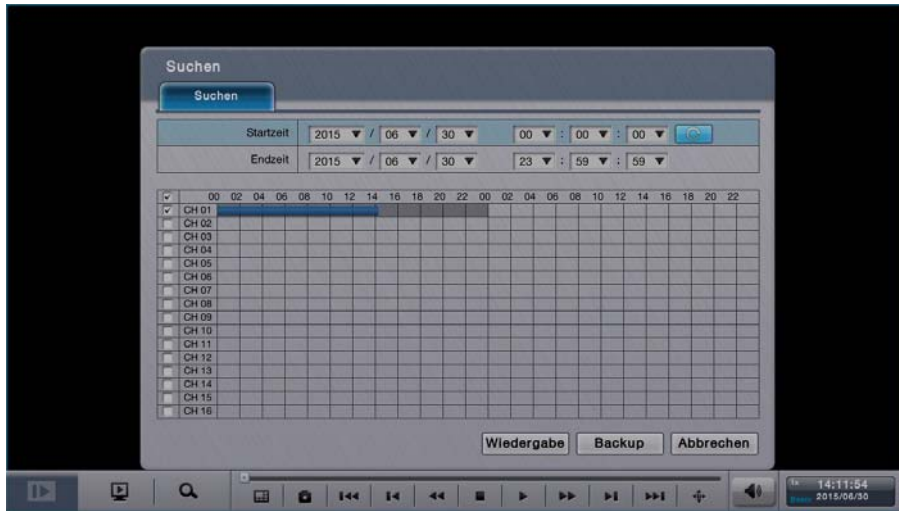 Suchen
Suchen
Startzeit 2015 / 06 / 30 00 : 00 : 00
Endzeit 2015 / 06 / 30 23 : 59 : 59
00 02 04 06 08 10 12 14 16 18 20 22 00 02 04 06 08 10 12 14 16 18 20 22
CH 01
CH 02
CH 03
CH 04
CH 05
CH 06
CH 07
CH 08
CH 09
CH 10
CH 11
CH 12
CH 13
CH 14
CH 15
CH 16
Wiedergabe Backup Abbrechen
1x 14:11:54
2015/06/30